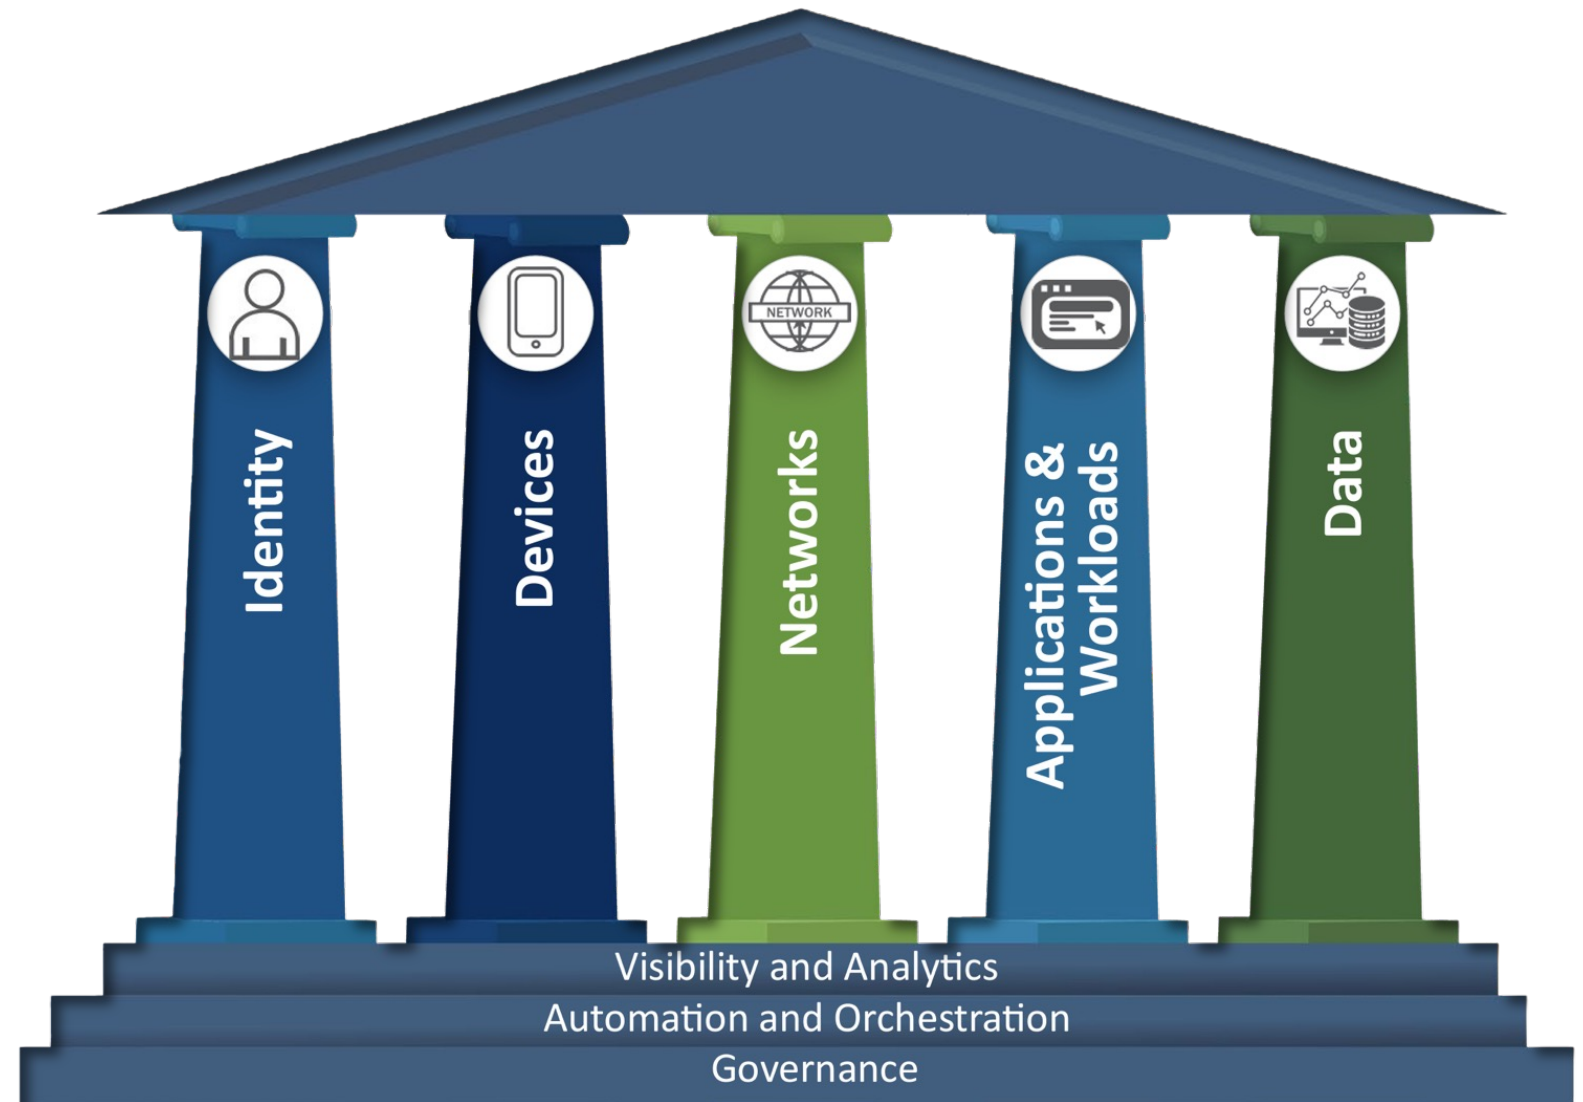 NETWORK
Identity
Devices
Networks
Applications &
Workloads
Data
Visibility and Analytics
Automation and Orchestration
Governance